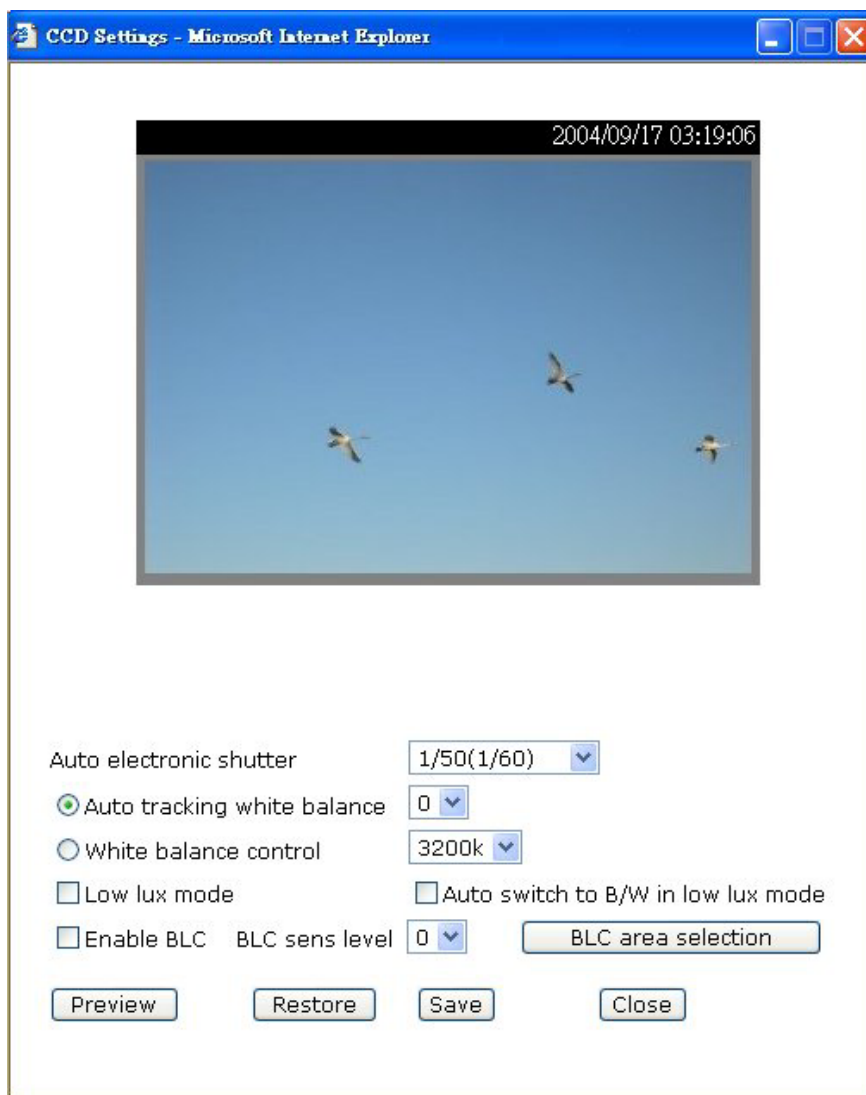 CCD Settings - Microsoft Internet Explorer
2004/09/17 03:19:06
Auto electronic shutter 1/50(1/60)
Auto tracking white balance 0
White balance control 3200k
Low lux mode Auto switch to B/W in low lux mode
Enable BLC BLC sens level 0 BLC area selection
Preview Restore Save Close